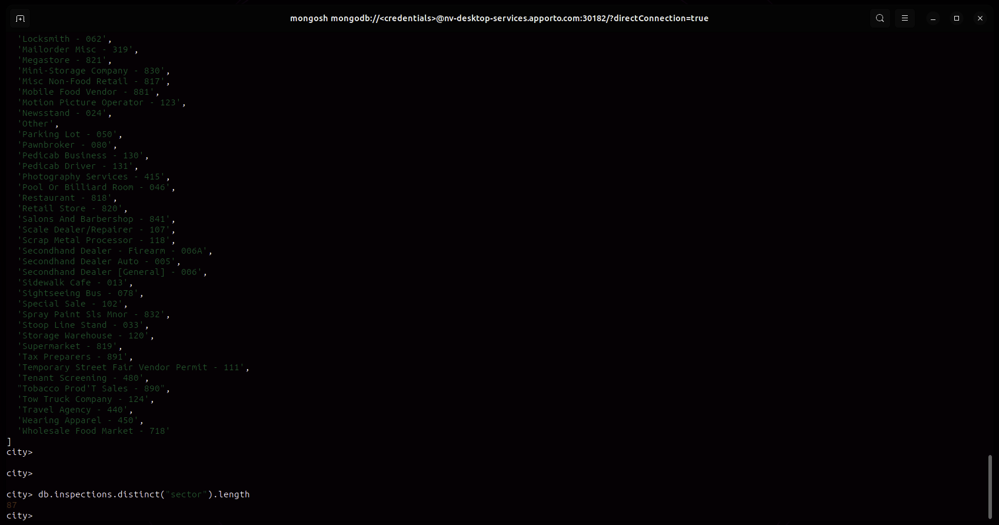 mongosh mongodb://<credentials>@nv-desktop-services.apporto.com:30182/?directConnection=true
'Locksmith - 062',
'Mailorder Misc - 319',
'Megastore - 821',
'Mini-Storage Company - 830',
'Misc Non-Food Retail - 817',
'Mobile Food Vendor - 881',
'Motion Picture Operator - 123',
'Newsstand - 024',
'Other',
'Parking Lot - 050',
'Pawnbroker - 080',
'Pedicab Business - 130',
'Pedicab Driver - 131',
'Photography Services - 415',
'Pool Or Billiard Room - 046',
'Restaurant - 818',
'Retail Store - 820',
'Salons And Barbershop - 841',
'Scale Dealer/Repairer - 107',
'Scrap Metal Processor - 118',
'Secondhand Dealer - Firearm - 006A',
'Secondhand Dealer Auto - 005',
'Secondhand Dealer [General] - 006',
'Sidewalk Cafe - 013',
'Sightseeing Bus - 078',
'Special Sale - 102',
'Spray Paint Sls Mnor - 832',
'Stoop Line Stand - 033',
'Storage Warehouse - 120',
'Supermarket - 819',
'Tax Preparers - 891',
'Temporary Street Fair Vendor Permit - 111',
'Tenant Screening - 480',
"Tobacco Prod'T Sales - 890",
'Tow Truck Company - 124',
'Travel Agency - 440',
'Wearing Apparel - 450',
'Wholesale Food Market - 718'
]
city>
city>
city> db.inspections.distinct("sector").length
87
city>